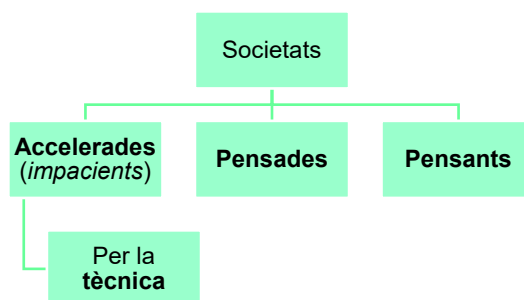 Societats
Accelerades
(impacients)
Pensades
Pensants
Per la
tècnica